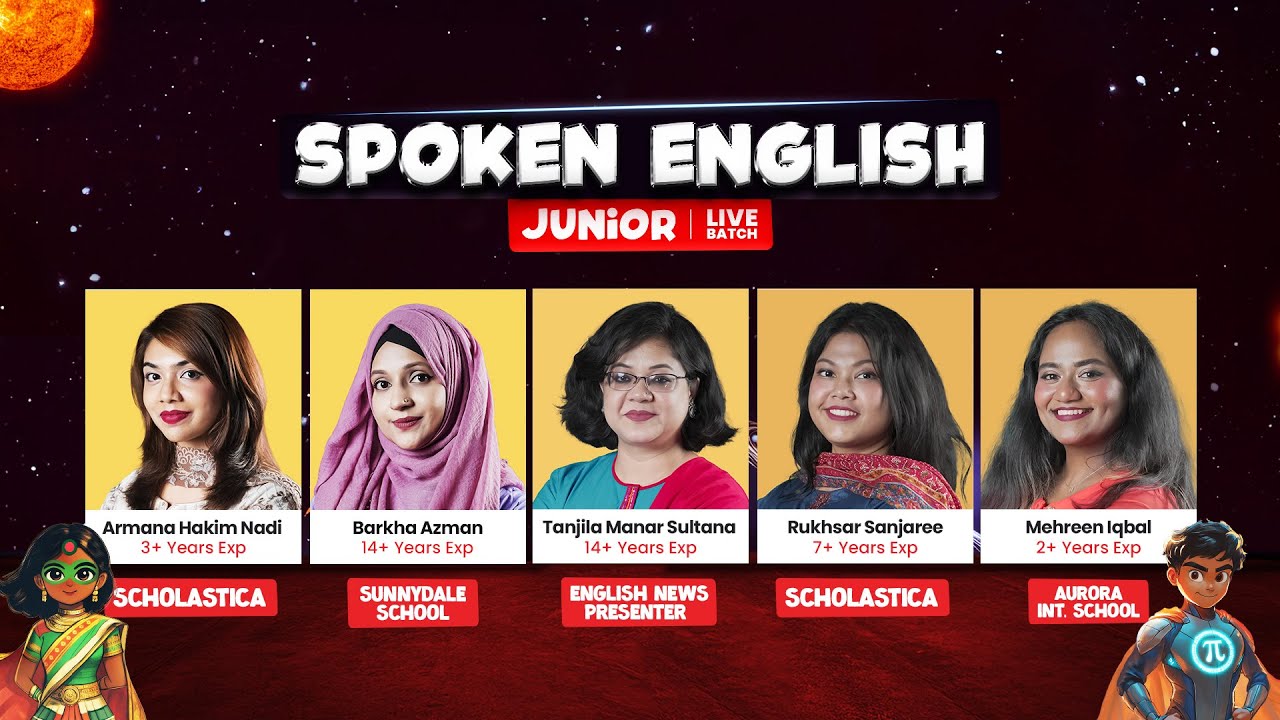 SPOKEN ENGLISH
JUNiOR | LIVE BATCH
Armana Hakim Nadi
3+ Years Exp
SCHOLASTICA
Barkha Azman
14+ Years Exp
SUNNYDALE
SCHOOL
Tanjila Manar Sultana
14+ Years Exp
ENGLISH NEWS
PRESENTER
Rukhsar Sanjaree
7+ Years Exp
SCHOLASTICA
Mehreen Iqbal
2+ Years Exp
AURORA
INT. SCHOOL
π